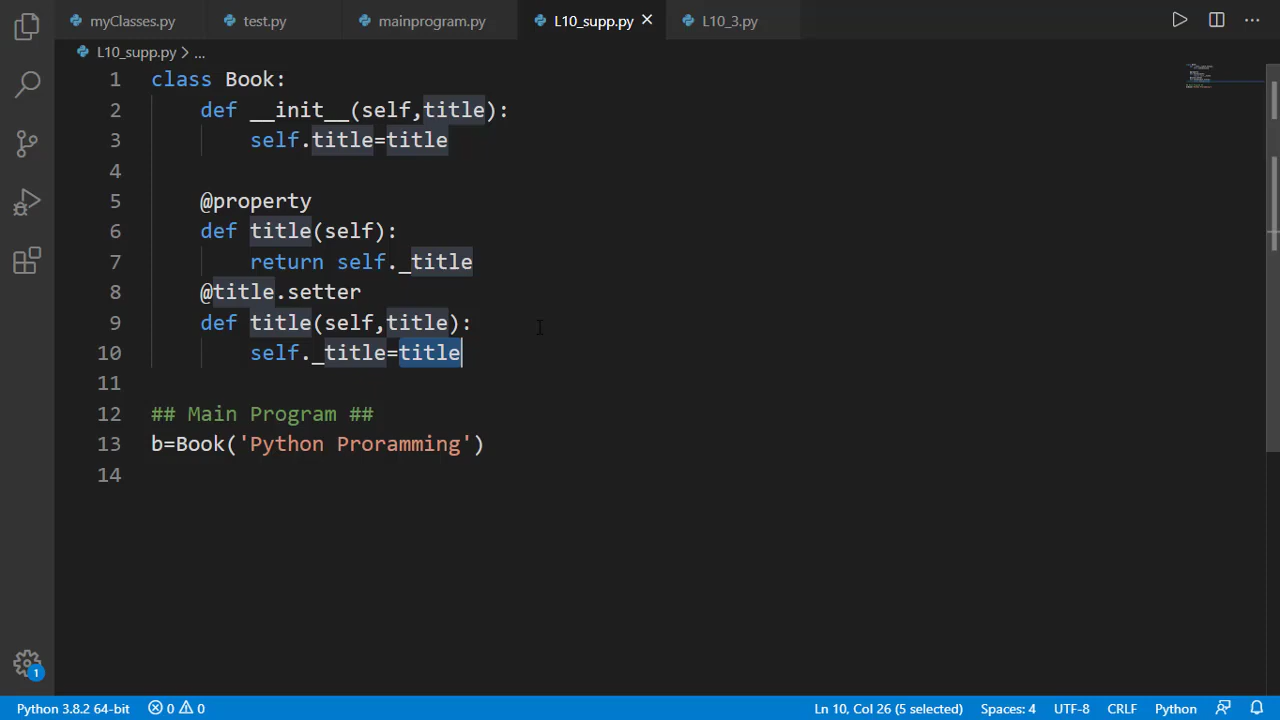 myClasses.py test.py mainprogram.py L10_supp.py × L10_3.py ...
L10_supp.py > ...
1 class Book:
2     def __init__(self,title):
3         self.title=title
4
5     @property
6     def title(self):
7         return self._title
8     @title.setter
9     def title(self,title):
10         self._title=title
11
12 ## Main Program ##
13 b=Book('Python Proramming')
14
1
Python 3.8.2 64-bit 0 0 Ln 10, Col 26 (5 selected) Spaces: 4 UTF-8 CRLF Python